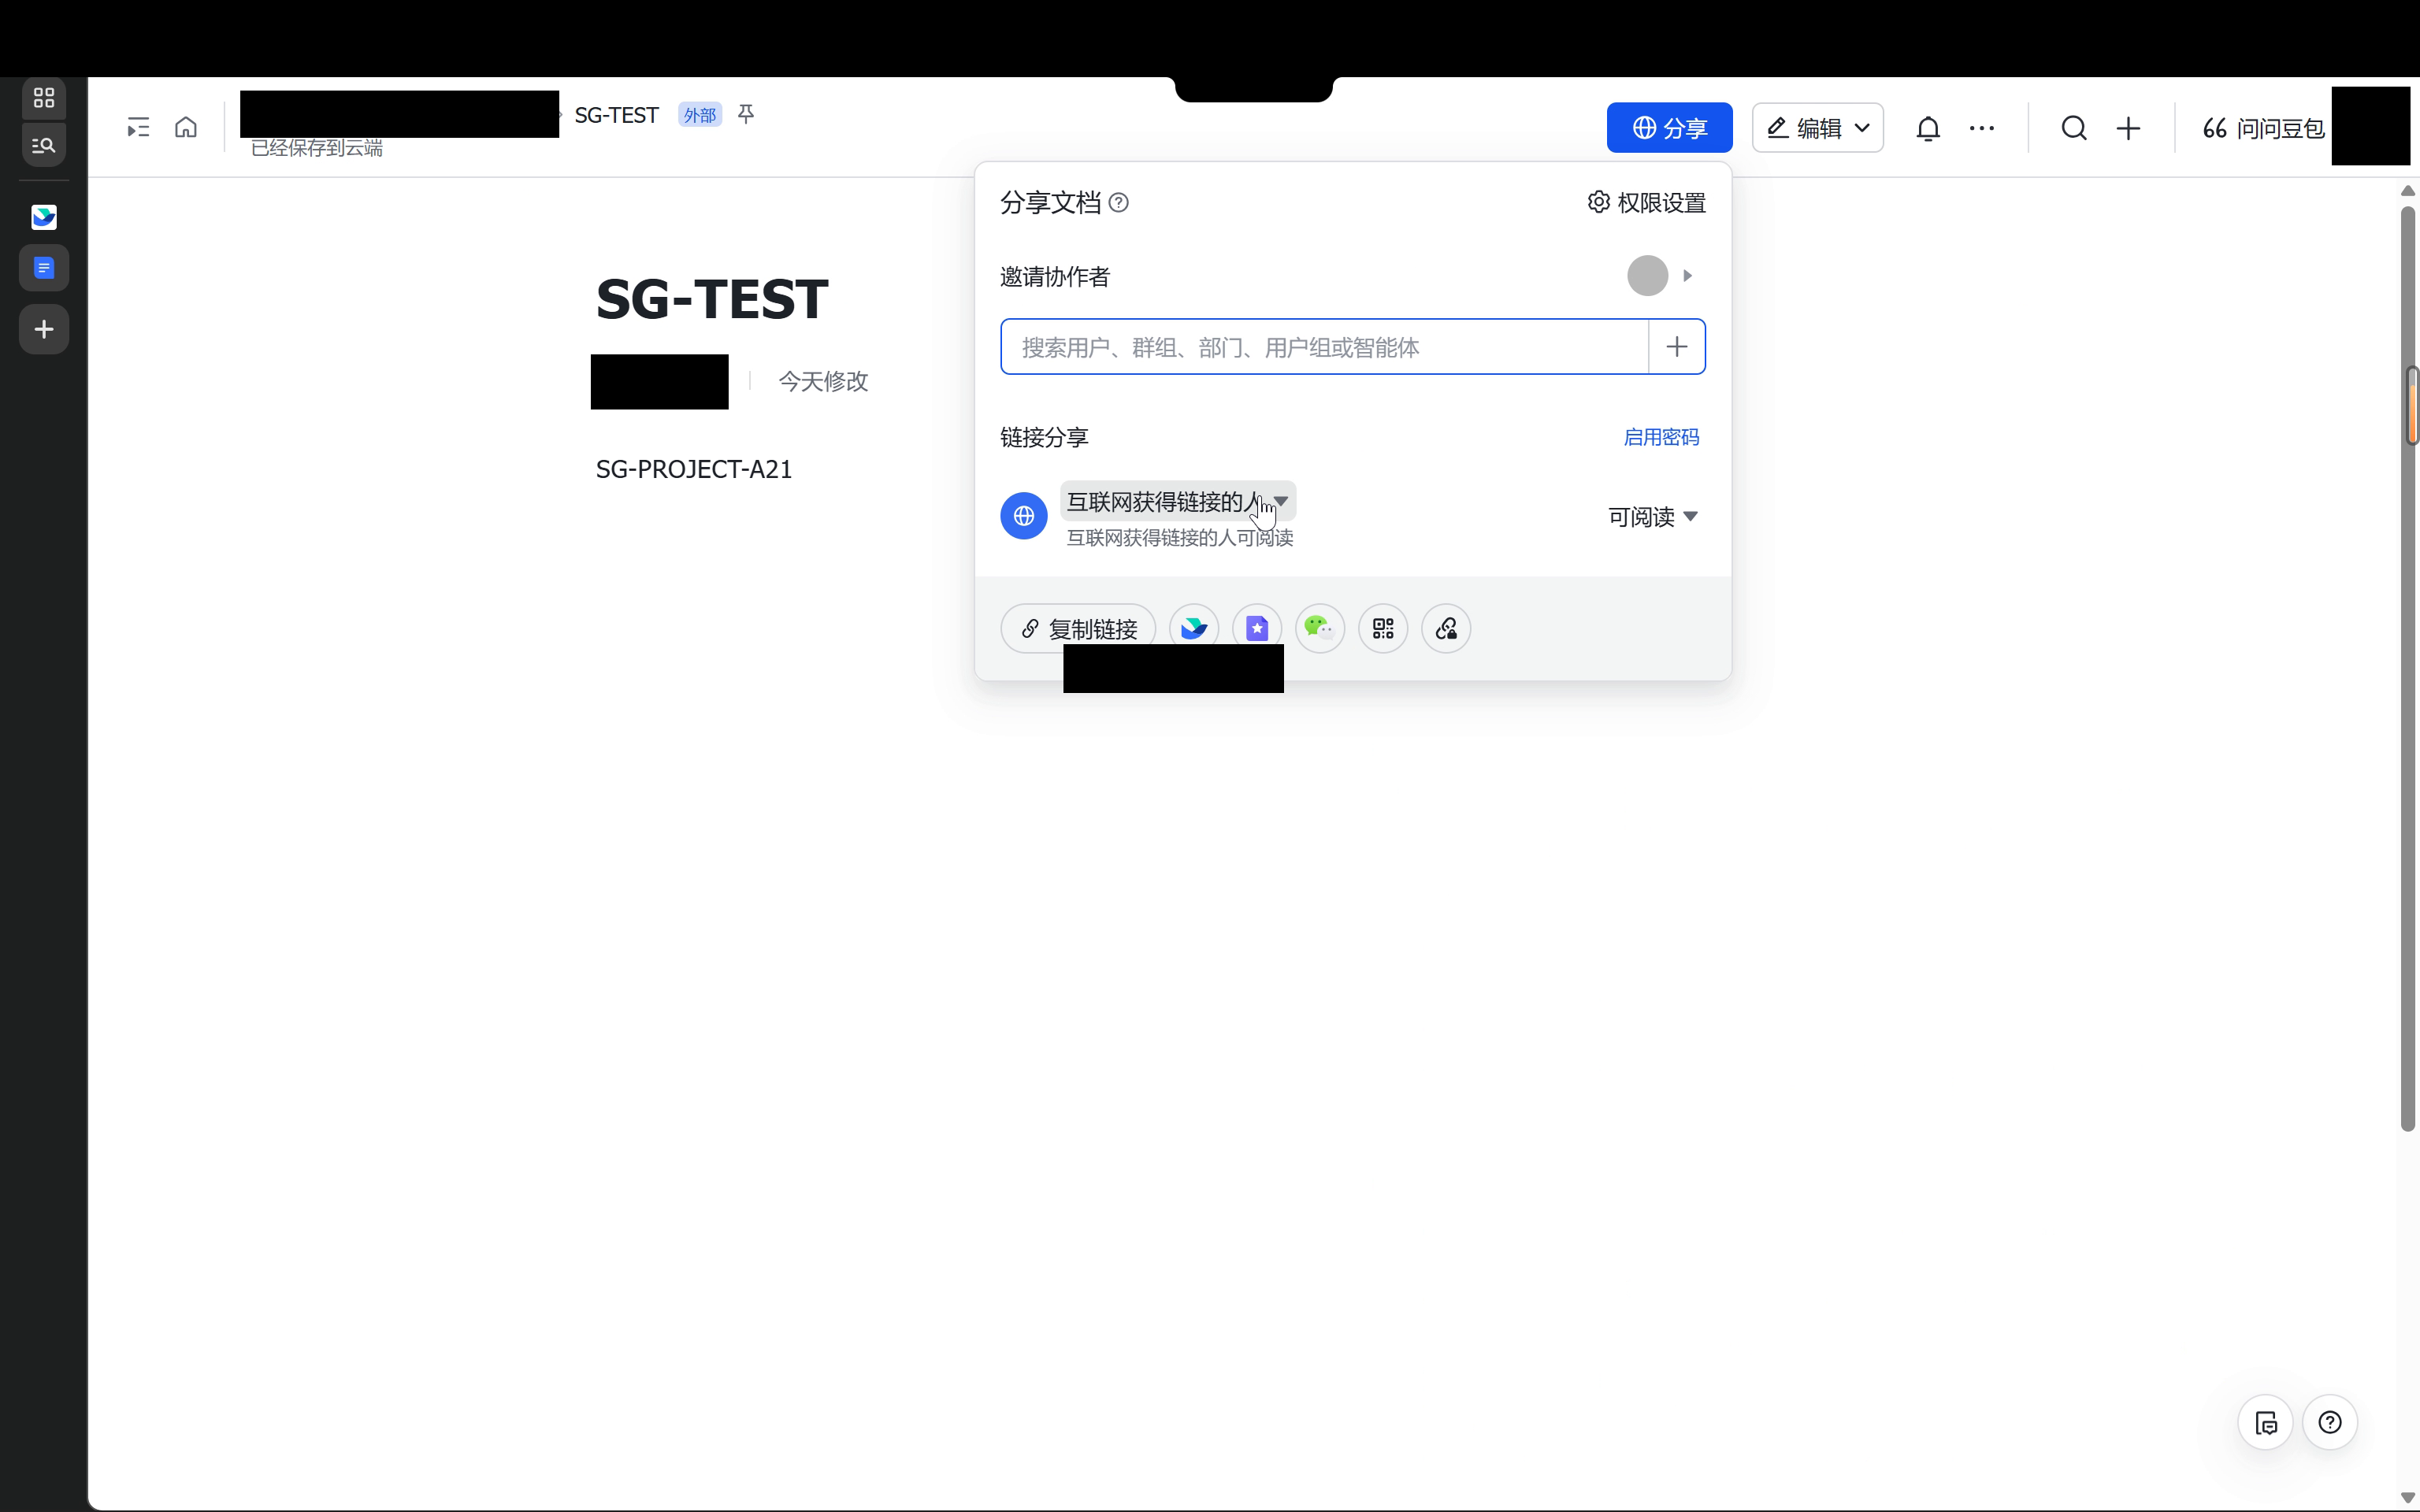 SG-TEST 外部
已经保存到云端
分享
编辑
问问豆包
分享文档
权限设置
邀请协作者
搜索用户、群组、部门、用户组或智能体
链接分享
启用密码
互联网获得链接的人
互联网获得链接的人可阅读
可阅读
复制链接
SG-TEST
今天修改
SG-PROJECT-A21